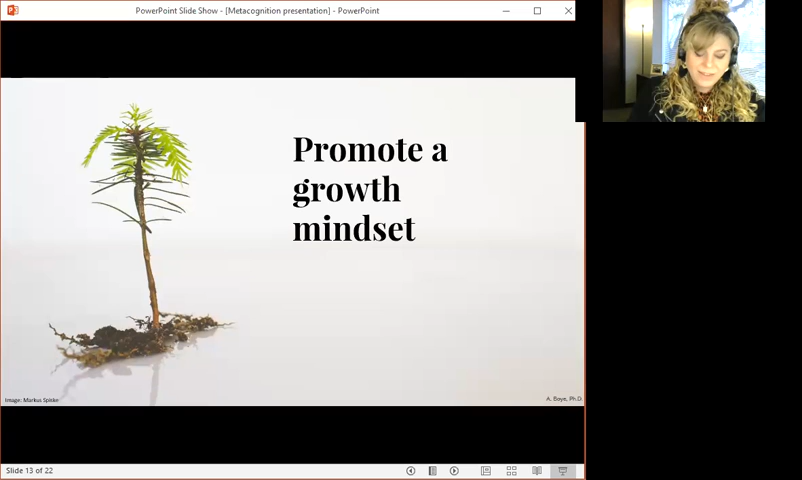 PowerPoint Slide Show - [Metacognition presentation] - PowerPoint
Promote a
growth
mindset
Image: Markus Spiske
A. Boye, Ph.D.
Slide 13 of 22